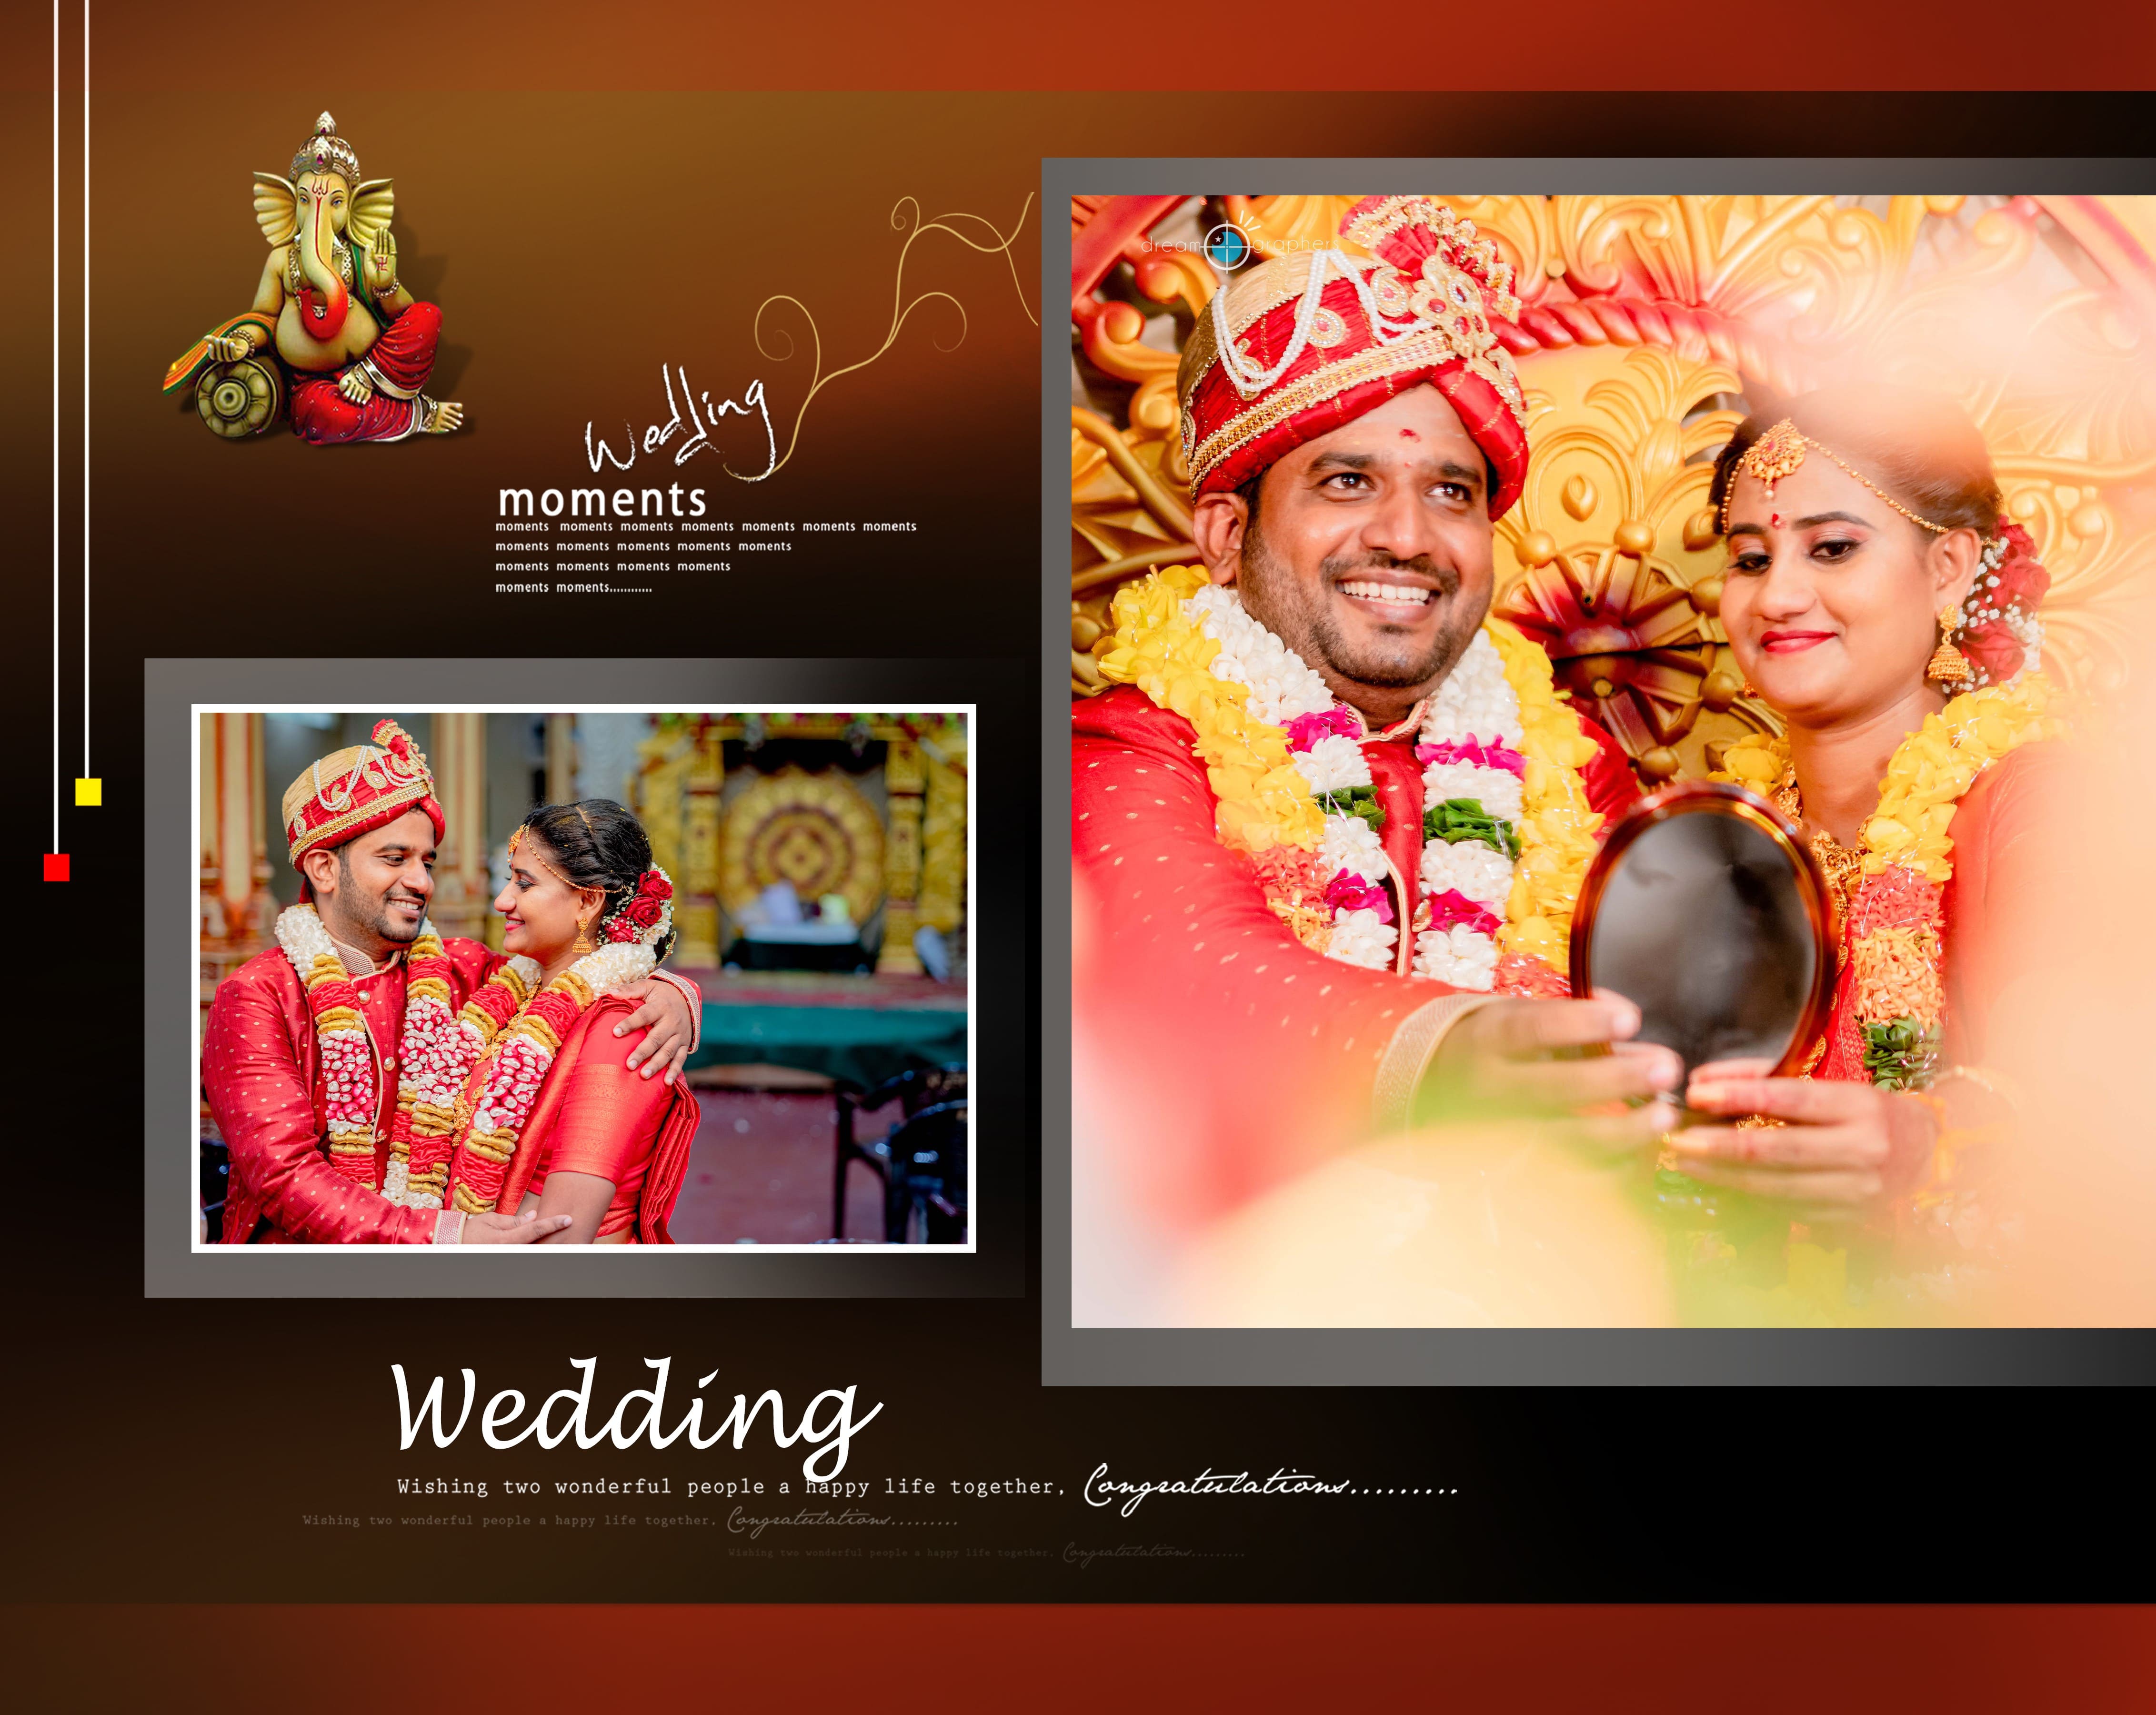 dream graphers
Wedding
moments
moments moments moments moments moments moments moments
moments moments moments moments moments
moments moments moments moments
moments moments............
Wedding
Wishing two wonderful people a happy life together, Congratulations.........
Wishing two wonderful people a happy life together, Congratulations.........
Wishing two wonderful people a happy life together, Congratulations.........